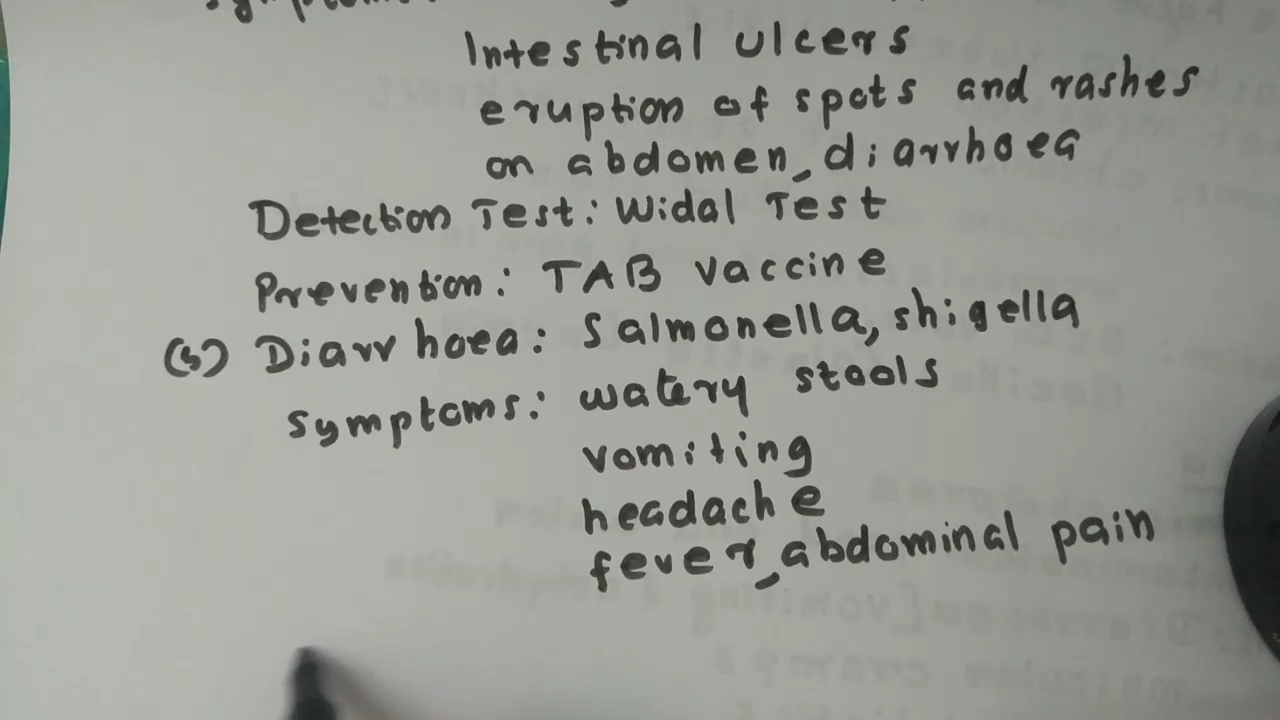 Symptoms:
Intestinal ulcers
eruption of spots and rashes
on abdomen, diarrhoea
Detection Test: Widal Test
Prevention: TAB vaccine
(5) Diarrhoea: Salmonella, shigella
Symptoms: watery stools
vomiting
headache
fever, abdominal pain